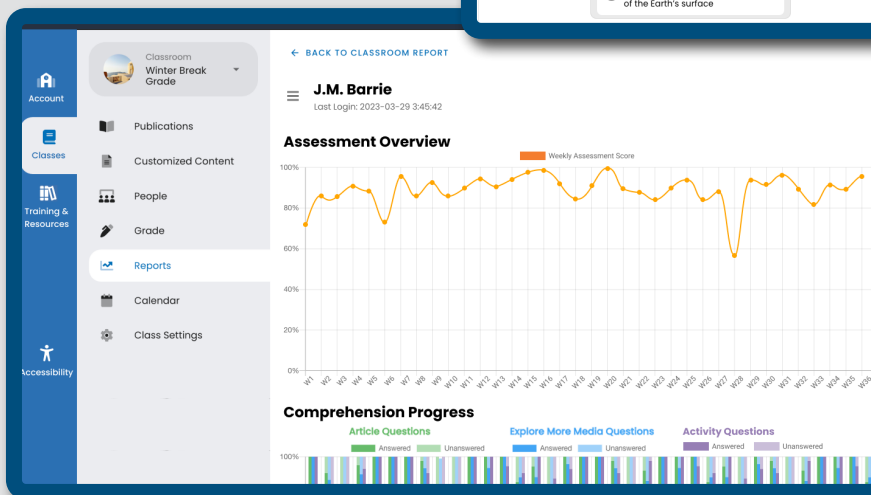 of the Earth's surface
Account
Classes
Training &
Resources
Accessibility
Classroom
Winter Break
Grade
Publications
Customized Content
People
Grade
Reports
Calendar
Class Settings
← BACK TO CLASSROOM REPORT
J.M. Barrie
Last Login: 2023-03-29 3:45:42
Assessment Overview
Weekly Assessment Score
100%
80%
60%
40%
20%
0%
W1 W2 W3 W4 W5 W6 W7 W8 W9 W10 W11 W12 W13 W14 W15 W16 W17 W18 W19 W20 W21 W22 W23 W24 W25 W26 W27 W28 W29 W30 W31 W32 W33 W34 W35 W36
Comprehension Progress
Article Questions
Answered Unanswered
Explore More Media Questions
Answered Unanswered
Activity Questions
Answered Unanswered
100%